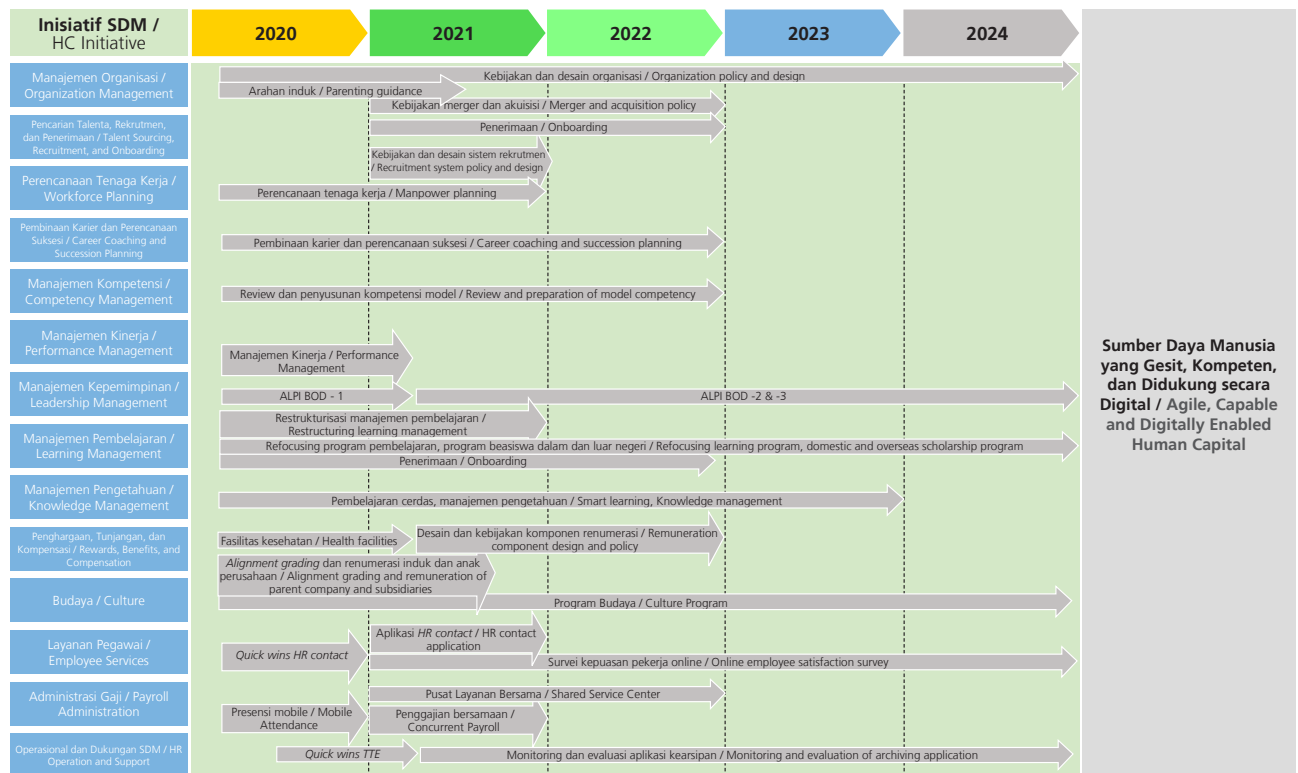 Inisiatif SDM /
HC Initiative
2020
2021
2022
2023
2024
Manajemen Organisasi /
Organization Management
Kebijakan dan desain organisasi / Organization policy and design
Arahan induk / Parenting guidance
Kebijakan merger dan akuisisi / Merger and acquisition policy
Pencarian Talenta, Rekrutmen,
dan Penerimaan / Talent Sourcing,
Recruitment, and Onboarding
Penerimaan / Onboarding
Kebijakan dan desain sistem rekrutmen
/ Recruitment system policy and design
Perencanaan Tenaga Kerja /
Workforce Planning
Perencanaan tenaga kerja / Manpower planning
Pembinaan Karier dan Perencanaan
Suksesi / Career Coaching and
Succession Planning
Pembinaan karier dan perencanaan suksesi / Career coaching and succession planning
Manajemen Kompetensi /
Competency Management
Review dan penyusunan kompetensi model / Review and preparation of model competency
Manajemen Kinerja /
Performance Management
Manajemen Kinerja / Performance
Management
Manajemen Kepemimpinan /
Leadership Management
ALPI BOD - 1
ALPI BOD -2 & -3
Manajemen Pembelajaran /
Learning Management
Restrukturisasi manajemen pembelajaran /
Restructuring learning management
Refocusing program pembelajaran, program beasiswa dalam dan luar negeri / Refocusing learning program, domestic and overseas scholarship program
Penerimaan / Onboarding
Manajemen Pengetahuan /
Knowledge Management
Pembelajaran cerdas, manajemen pengetahuan / Smart learning, Knowledge management
Penghargaan, Tunjangan, dan
Kompensasi / Rewards, Benefits, and
Compensation
Fasilitas kesehatan / Health facilities
Desain dan kebijakan komponen renumerasi / Remuneration
component design and policy
Alignment grading dan renumerasi induk dan anak
perusahaan / Alignment grading and remuneration of
parent company and subsidiaries
Budaya / Culture
Program Budaya / Culture Program
Layanan Pegawai /
Employee Services
Quick wins HR contact
Aplikasi HR contact / HR contact
application
Survei kepuasan pekerja online / Online employee satisfaction survey
Administrasi Gaji / Payroll
Administration
Pusat Layanan Bersama / Shared Service Center
Presensi mobile / Mobile
Attendance
Penggajian bersamaan /
Concurrent Payroll
Operasional dan Dukungan SDM / HR
Operation and Support
Quick wins TTE
Monitoring dan evaluasi aplikasi kearsipan / Monitoring and evaluation of archiving application
Sumber Daya Manusia
yang Gesit, Kompeten,
dan Didukung secara
Digital / Agile, Capable
and Digitally Enabled
Human Capital